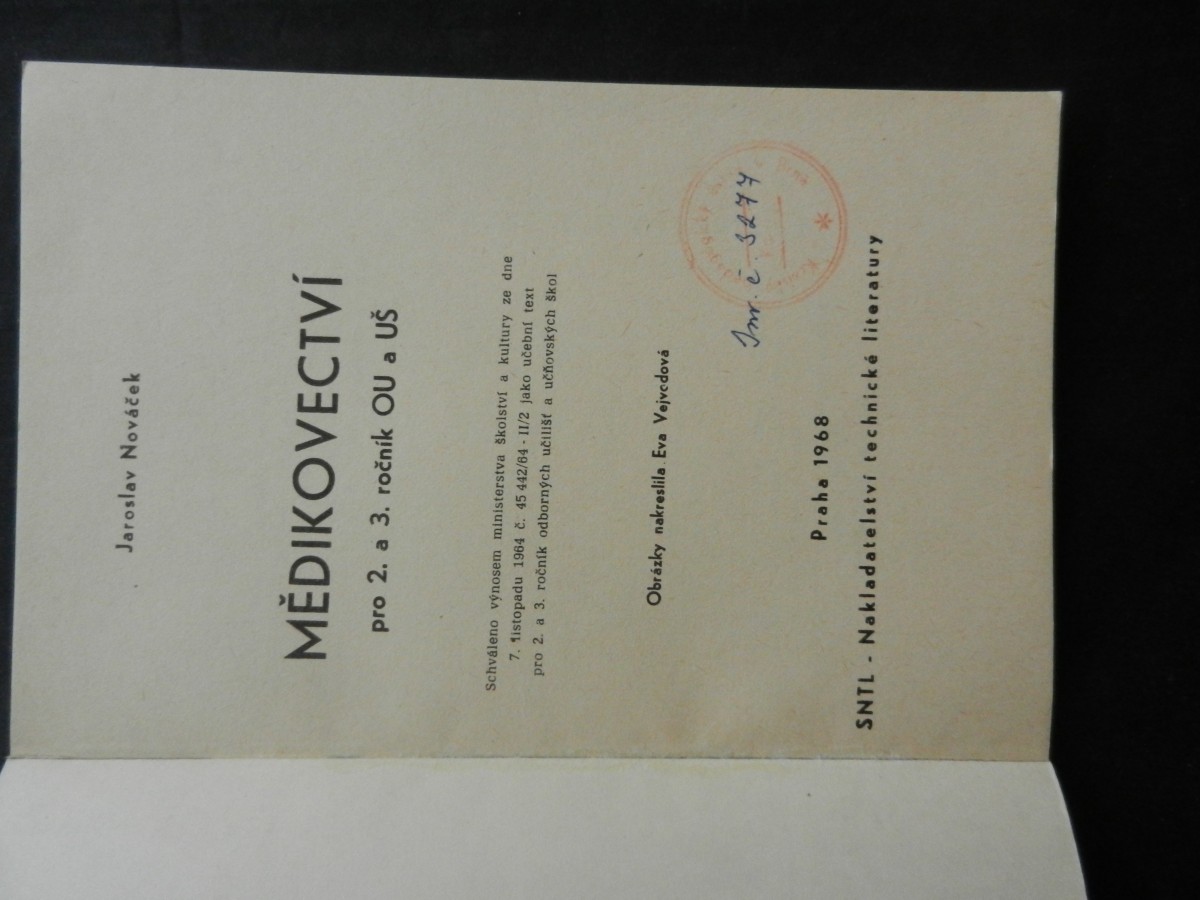 Jaroslav Nováček
MĚDIKOVECTVÍ
pro 2. a 3. ročník OU a UŠ
Schváleno výnosem ministerstva školství a kultury ze dne
7. listopadu 1964 č. 45 442/64 - II/2 jako učební text
pro 2. a 3. ročník odborných učilišť a učňovských škol
Obrázky nakreslila Eva Vejvodová
Inv. č. 3277
Praha 1968
SNTL - Nakladatelství technické literatury